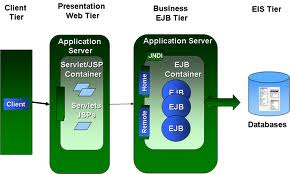 Client
Tier
Presentation
Web Tier
Business
EJB Tier
EIS Tier
Application
Server
Servlet/JSP
Container
Servlets
JSPs
Client
Application Server
JNDI
EJB
Container
Home
Remote
EJB
EJB
EJB
Databases